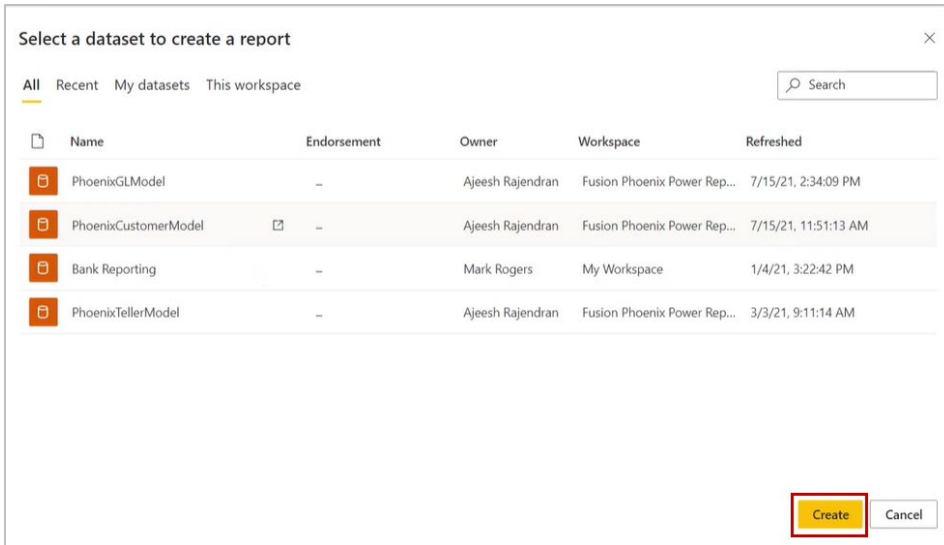 Select a dataset to create a report
All Recent My datasets This workspace Search
Name Endorsement Owner Workspace Refreshed
PhoenixGLModel – Ajeesh Rajendran Fusion Phoenix Power Rep... 7/15/21, 2:34:09 PM
PhoenixCustomerModel – Ajeesh Rajendran Fusion Phoenix Power Rep... 7/15/21, 11:51:13 AM
Bank Reporting – Mark Rogers My Workspace 1/4/21, 3:22:42 PM
PhoenixTellerModel – Ajeesh Rajendran Fusion Phoenix Power Rep... 3/3/21, 9:11:14 AM
Create Cancel